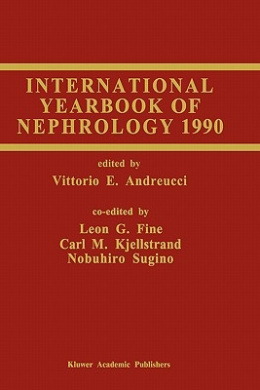 INTERNATIONAL
YEARBOOK OF
NEPHROLOGY 1990
edited by
Vittorio E. Andreucci
co-edited by
Leon G. Fine
Carl M. Kjellstrand
Nobuhiro Sugino
Kluwer Academic Publishers